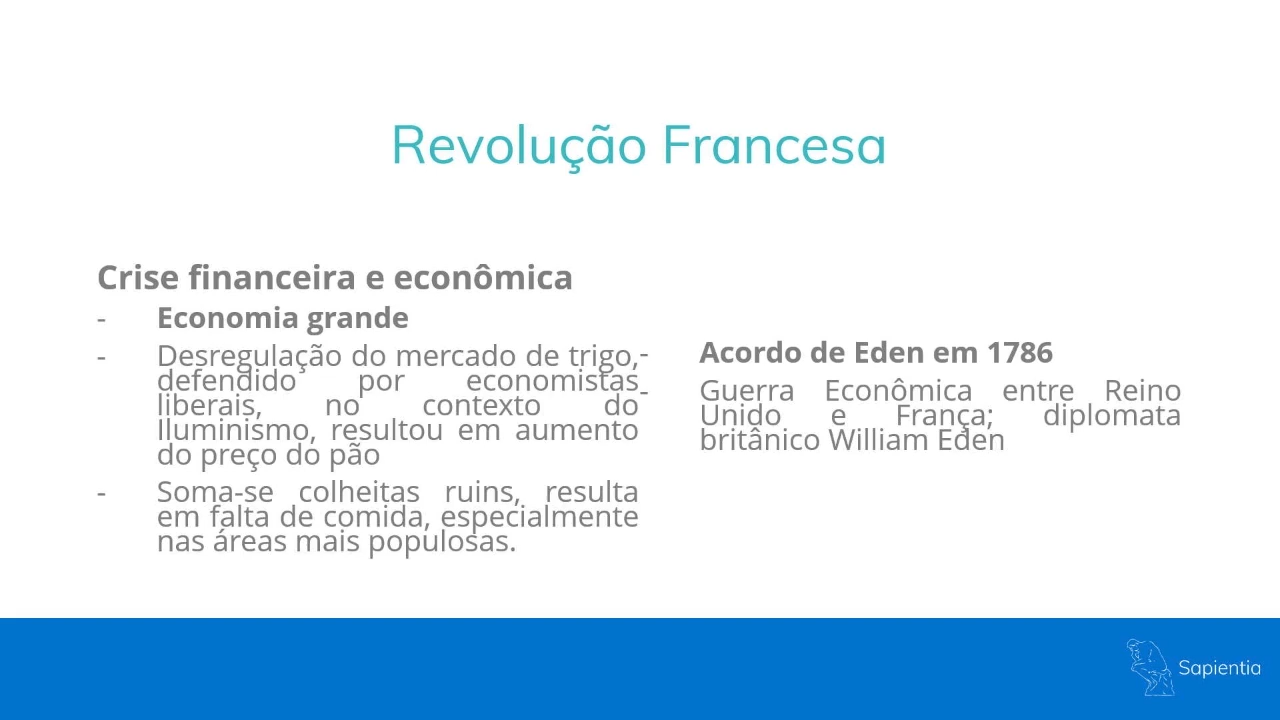 Revolução Francesa
Crise financeira e econômica
- Economia grande
- Desregulação do mercado de trigo,
defendido por economistas
liberais, no contexto do
Iluminismo, resultou em aumento
do preço do pão
- Soma-se colheitas ruins, resulta
em falta de comida, especialmente
nas áreas mais populosas.
- Acordo de Eden em 1786
- Guerra Econômica entre Reino
Unido e França; diplomata
britânico William Eden
Sapientia